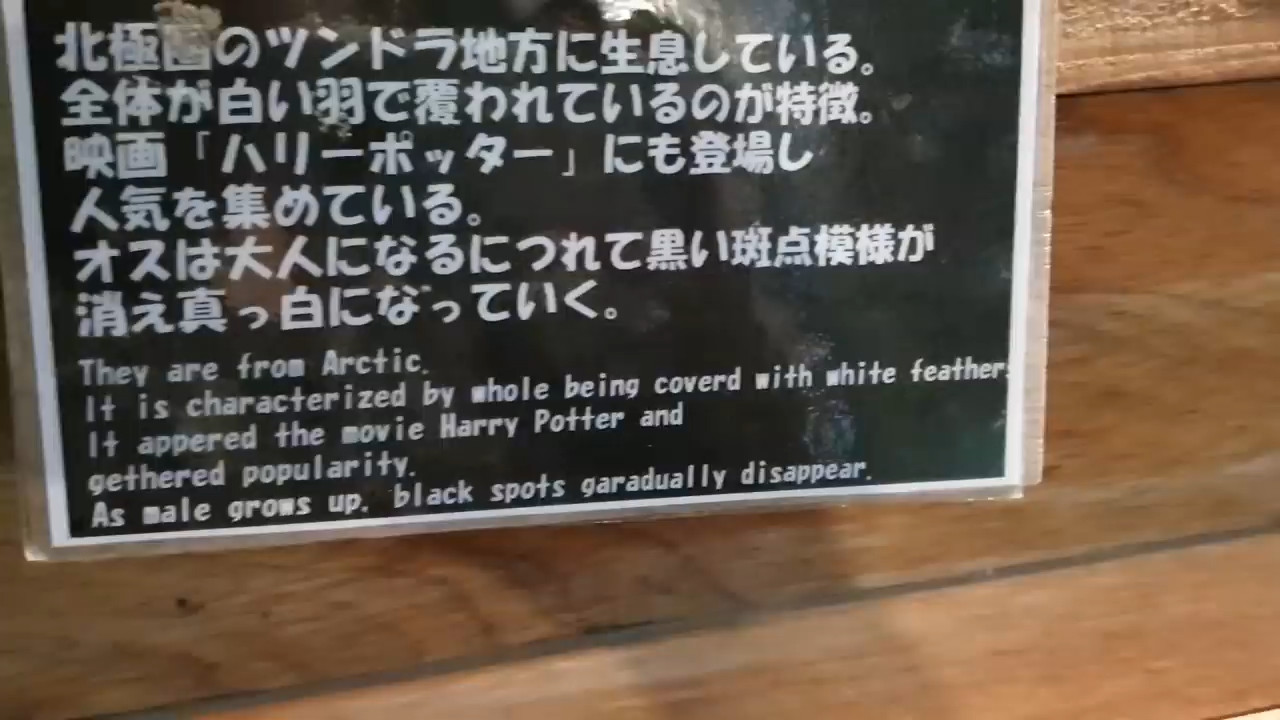 北極圏のツンドラ地方に生息している。
全体が白い羽で覆われているのが特徴。
映画「ハリーポッター」にも登場し
人気を集めている。
オスは大人になるにつれて黒い斑点模様が
消え真っ白になっていく。
They are from Arctic.
It is characterized by whole being coverd with white feathers
It appered the movie Harry Potter and
gethered popularity.
As male grows up, black spots garadually disappear.